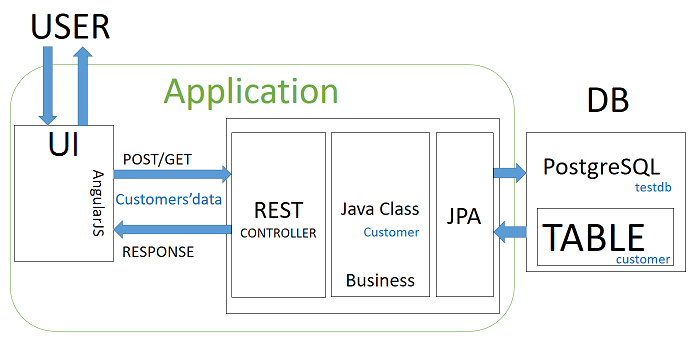 USER
Application
DB
UI
AngularJS
POST/GET
Customers'data
RESPONSE
REST
CONTROLLER
Java Class
Customer
Business
JPA
PostgreSQL
testdb
TABLE
customer